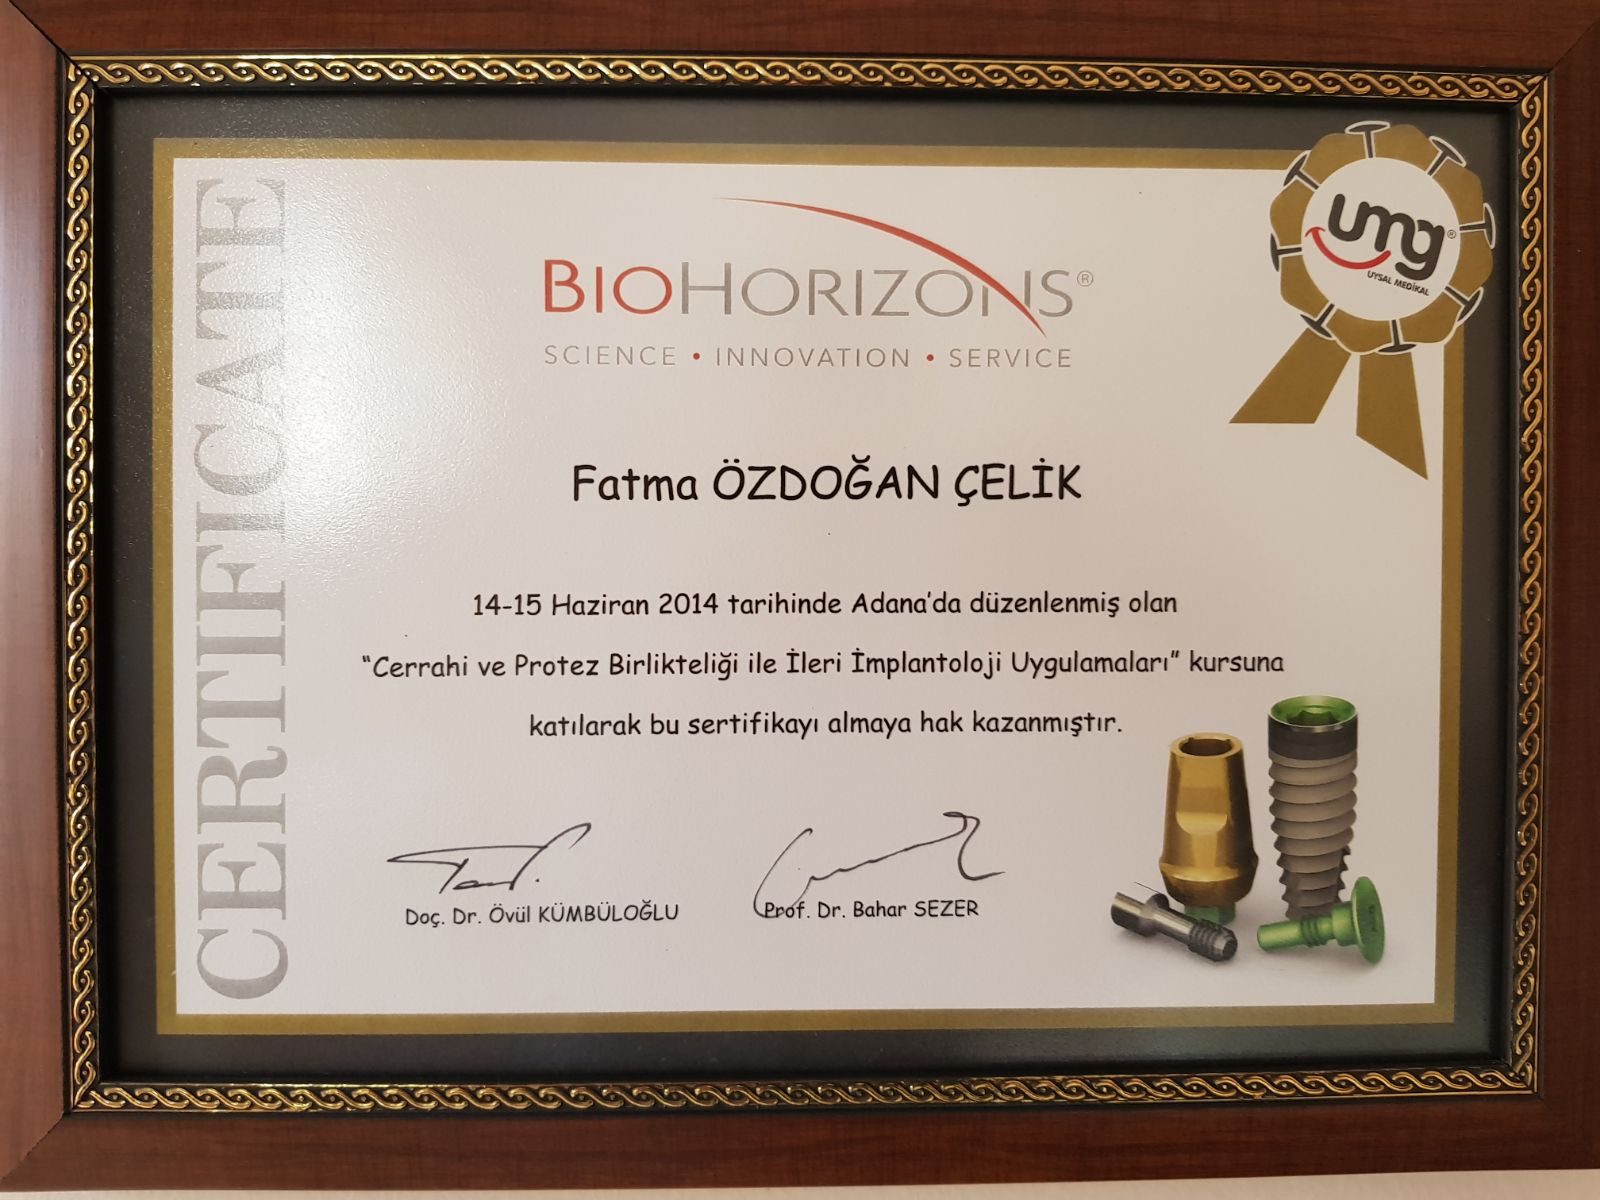 CERTIFICATE
BIOHORIZONS®
SCIENCE • INNOVATION • SERVICE
umg®
UYSAL MEDİKAL
Fatma ÖZDOĞAN ÇELİK
14-15 Haziran 2014 tarihinde Adana'da düzenlenmiş olan
"Cerrahi ve Protez Birlikteliği ile İleri İmplantoloji Uygulamaları" kursuna
katılarak bu sertifikayı almaya hak kazanmıştır.
Doç. Dr. Övül KÜMBÜLOĞLU
Prof. Dr. Bahar SEZER